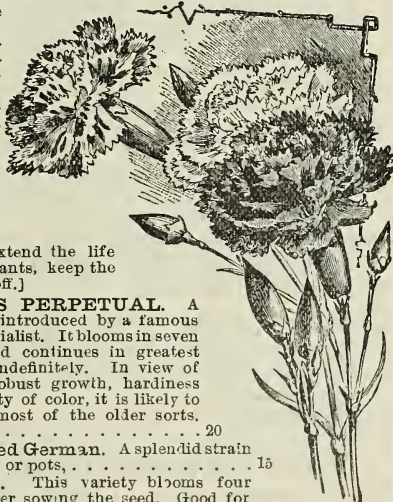 xtend the life
ants, keep the
off.]
S PERPETUAL. A
introduced by a famous
ialist. It blooms in seven
d continues in greatest
ndefinitely. In view of
obust growth, hardiness
ty of color, it is likely to
most of the older sorts.
. . . . . . . . . . . . . . . 20
ed German. A splendid strain
or pots, . . . . . . . . . . . . 15
. This variety blooms four
er sowing the seed. Good for